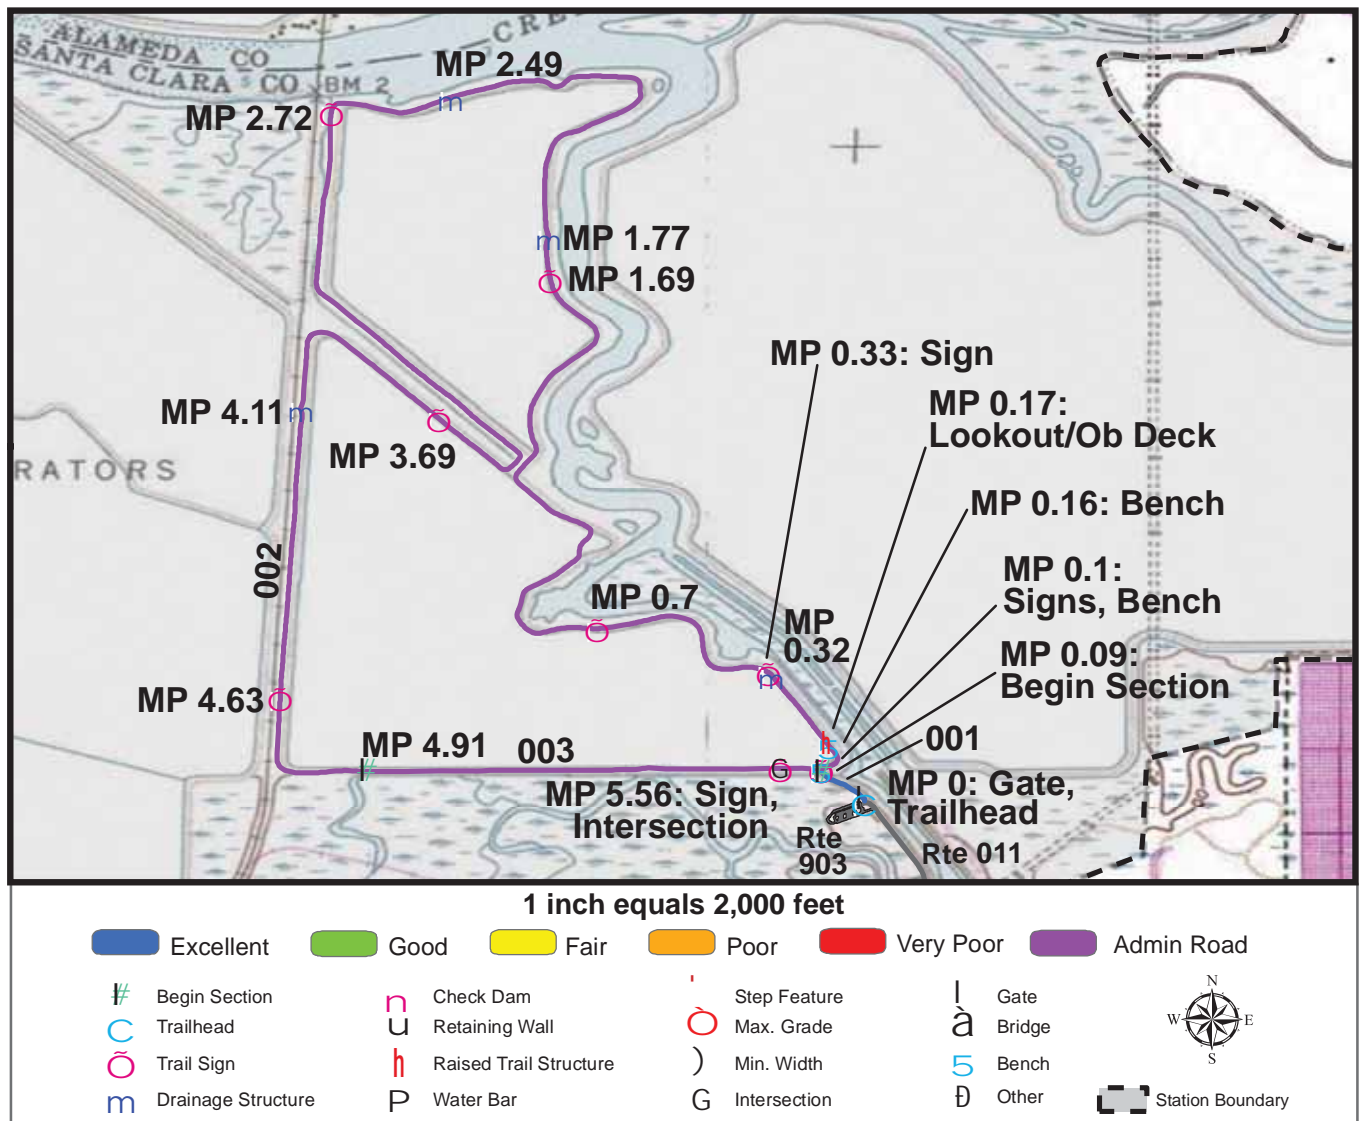 ALAMEDA CO
SANTA CLARA CO
CRE
BM 2
MP 2.49
MP 2.72
0
MP 1.77
MP 1.69
MP 0.33: Sign
MP 0.17:
Lookout/Ob Deck
MP 4.11
MP 3.69
RATORS
MP 0.16: Bench
MP 0.1:
Signs, Bench
002
MP 0.7
MP
0.32
MP 0.09:
Begin Section
MP 4.63
MP 4.91
003
001
MP 5.56: Sign,
Intersection
MP 0: Gate,
Trailhead
Rte
903
Rte 011
1 inch equals 2,000 feet
Excellent
Good
Fair
Poor
Very Poor
Admin Road
Begin Section
Check Dam
Step Feature
Gate
Trailhead
Retaining Wall
Max. Grade
Bridge
Trail Sign
Raised Trail Structure
Min. Width
Bench
Drainage Structure
Water Bar
Intersection
Other
N
W E
S
Station Boundary